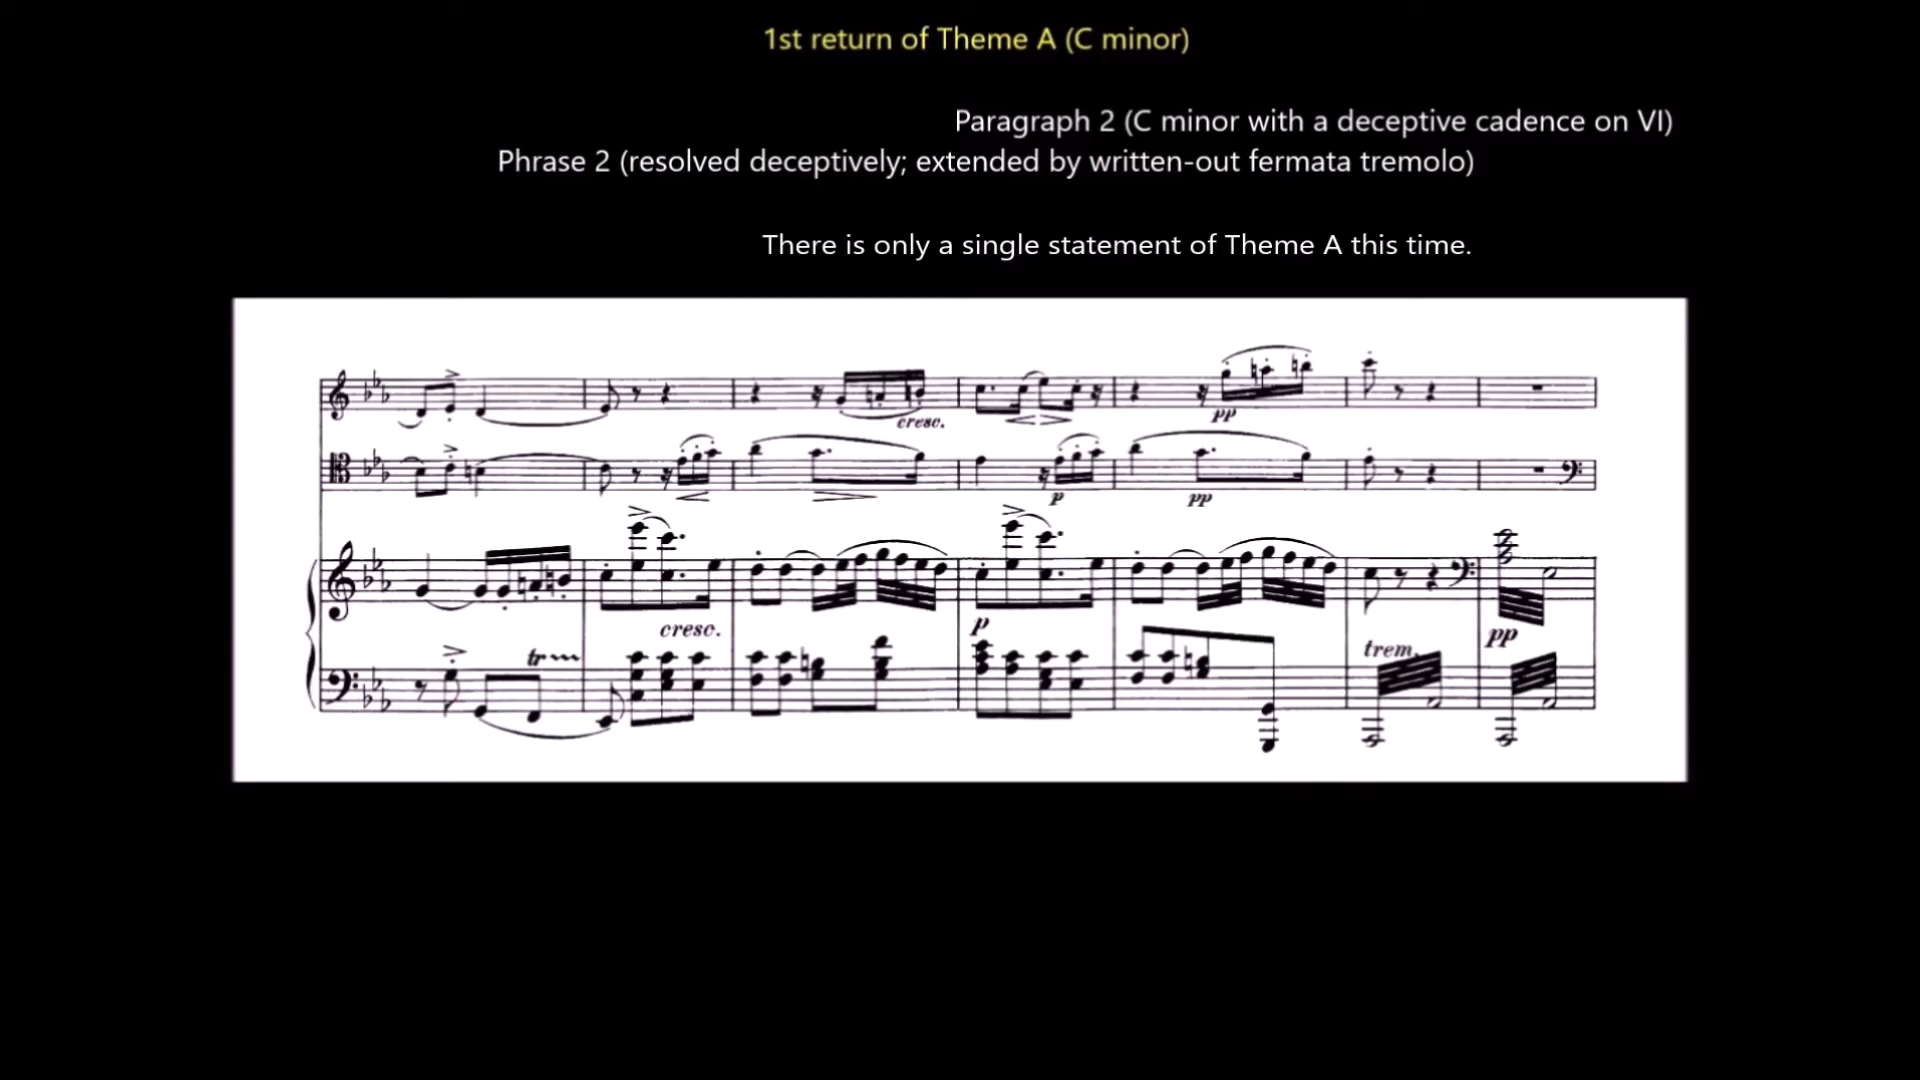 1st return of Theme A (C minor)
Paragraph 2 (C minor with a deceptive cadence on VI)
Phrase 2 (resolved deceptively; extended by written-out fermata tremolo)
There is only a single statement of Theme A this time.
pp
cresc.
p
pp
cresc.
p
pp
tr
trem.